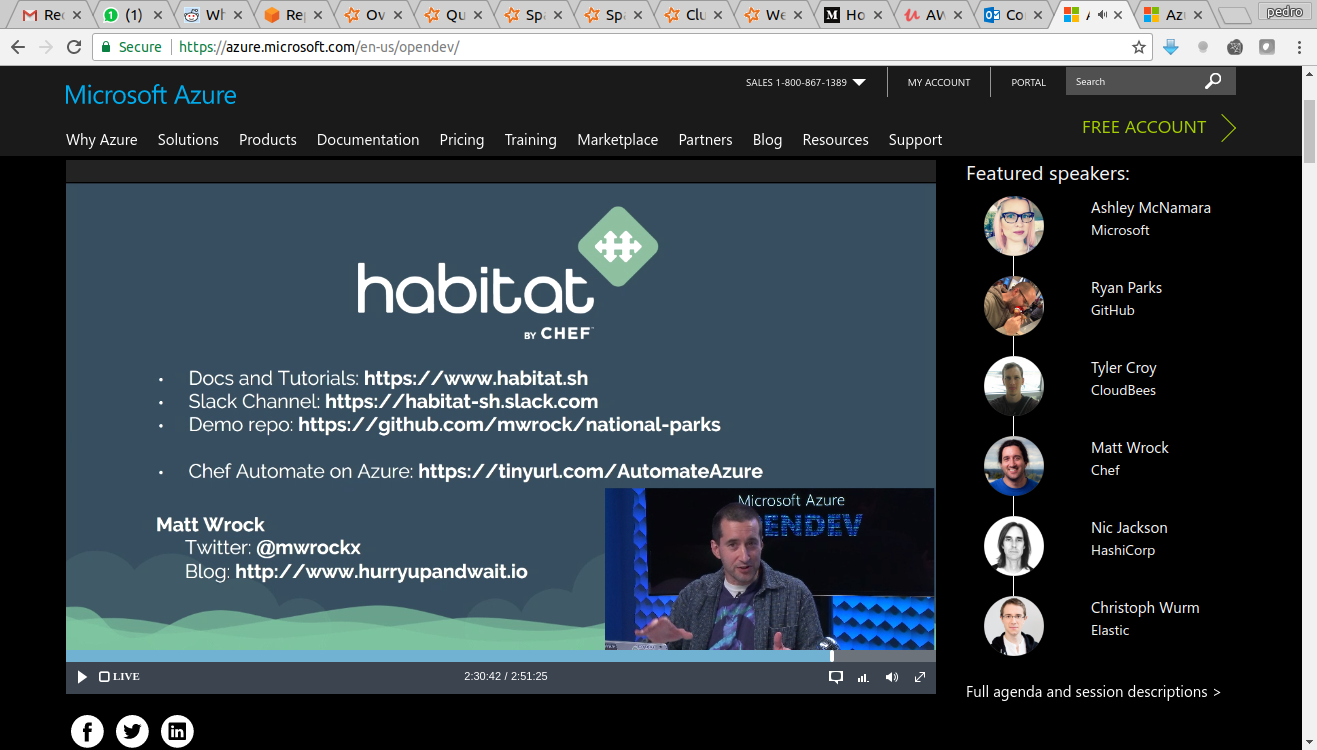 Rec
(1)
Wh
Rep
Ov
Qu
Spa
Spa
Clu
We
Ho
AW
Co
Az
pedro
Secure
https://azure.microsoft.com/en-us/opendev/
SALES 1-800-867-1389
MY ACCOUNT
PORTAL
Search
Microsoft Azure
FREE ACCOUNT
Why Azure Solutions Products Documentation Pricing Training Marketplace Partners Blog Resources Support
habitat
BY CHEF™
• Docs and Tutorials: https://www.habitat.sh
• Slack Channel: https://habitat-sh.slack.com
• Demo repo: https://github.com/mwrock/national-parks
• Chef Automate on Azure: https://tinyurl.com/AutomateAzure
Matt Wrock
Twitter: @mwrockx
Blog: http://www.hurryupandwait.io
Microsoft Azure
ENDEV
LIVE
2:30:42 / 2:51:25
Featured speakers:
Ashley McNamara
Microsoft
Ryan Parks
GitHub
Tyler Croy
CloudBees
Matt Wrock
Chef
Nic Jackson
HashiCorp
Christoph Wurm
Elastic
Full agenda and session descriptions >